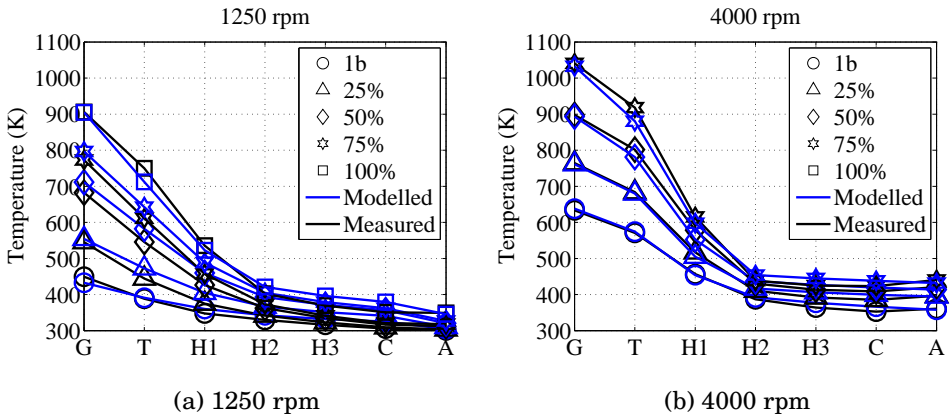 1250 rpm
1100
1000
900
800
700
600
500
400
300
Temperature (K)
G T H1 H2 H3 C A
1b
25%
50%
75%
100%
Modelled
Measured
(a) 1250 rpm
4000 rpm
1100
1000
900
800
700
600
500
400
300
Temperature (K)
G T H1 H2 H3 C A
1b
25%
50%
75%
100%
Modelled
Measured
(b) 4000 rpm